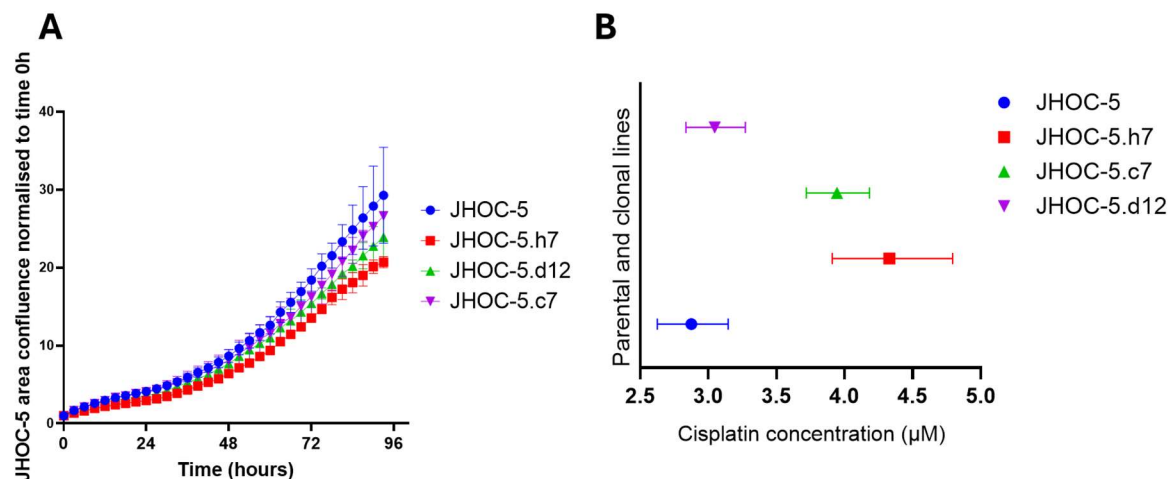 A
JHOC-5 area confluence normalised to time 0h
40
30
20
10
0
0
24
48
72
96
Time (hours)
JHOC-5
JHOC-5.h7
JHOC-5.d12
JHOC-5.c7
B
Parental and clonal lines
2.5
3.0
3.5
4.0
4.5
5.0
Cisplatin concentration (µM)
JHOC-5
JHOC-5.h7
JHOC-5.c7
JHOC-5.d12